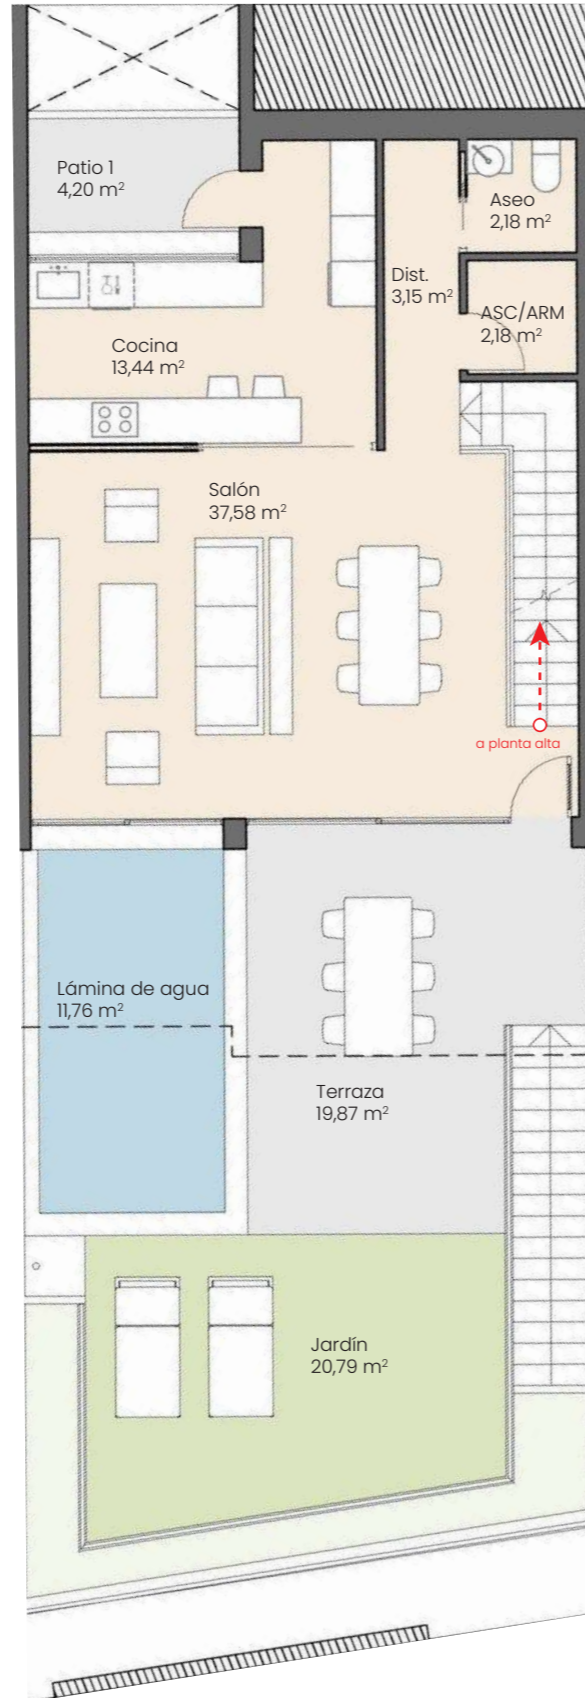 Patio 1
4,20 m²
Aseo
2,18 m²
Dist.
3,15 m²
ASC/ARM
2,18 m²
Cocina
13,44 m²
Salón
37,58 m²
a planta alta
Lámina de agua
11,76 m²
Terraza
19,87 m²
Jardín
20,79 m²